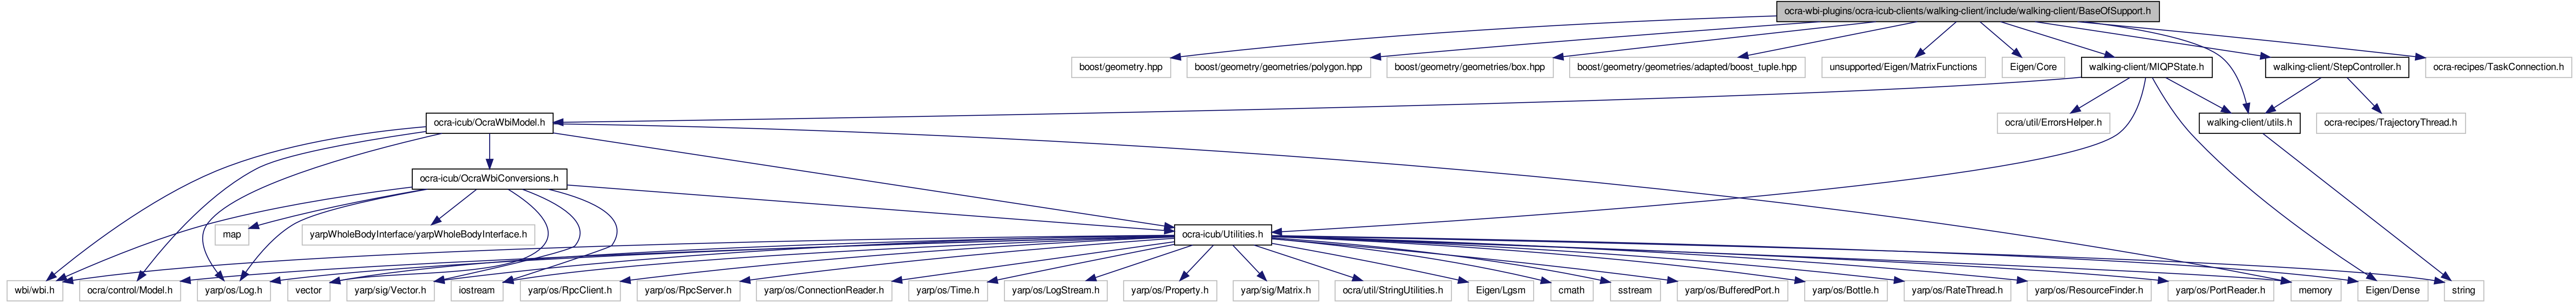 ocra-wbi-plugins/ocra-icub-clients/walking-client/include/walking-client/BaseOfSupport.h
boost/geometry.hpp
boost/geometry/geometries/polygon.hpp
boost/geometry/geometries/box.hpp
boost/geometry/geometries/adapted/boost_tuple.hpp
unsupported/Eigen/MatrixFunctions
Eigen/Core
walking-client/MIQPState.h
walking-client/StepController.h
ocra-recipes/TaskConnection.h
ocra-icub/OcraWbiModel.h
ocra/util/ErrorsHelper.h
walking-client/utils.h
ocra-recipes/TrajectoryThread.h
ocra-icub/OcraWbiConversions.h
map
yarpWholeBodyInterface/yarpWholeBodyInterface.h
ocra-icub/Utilities.h
wbi/wbi.h
ocra/control/Model.h
yarp/os/Log.h
vector
yarp/sig/Vector.h
iostream
yarp/os/RpcClient.h
yarp/os/RpcServer.h
yarp/os/ConnectionReader.h
yarp/os/Time.h
yarp/os/LogStream.h
yarp/os/Property.h
yarp/sig/Matrix.h
ocra/util/StringUtilities.h
Eigen/Lgsm
cmath
sstream
yarp/os/BufferedPort.h
yarp/os/Bottle.h
yarp/os/RateThread.h
yarp/os/ResourceFinder.h
yarp/os/PortReader.h
memory
Eigen/Dense
string